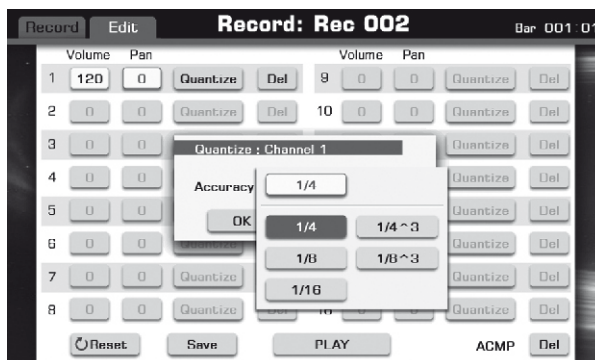 Record Edit Record: Rec 002 Bar 001:01
Volume Pan Volume Pan
1 120 0 Quantize Del 9 0 0 Quantize Del
2 0 0 Quantize Del 10 0 0 Quantize Del
3 0 0 Quantize : Channel 1 Quantize Del
4 0 0 Accuracy 1/4 Quantize Del
5 0 0 OK 1/4 1/4^3 Quantize Del
6 0 0 Quantize 1/8 1/8^3 Quantize Del
7 0 0 Quantize 1/16 Quantize Del
8 0 0 Quantize 16 Quantize Del
Reset Save PLAY ACMP Del